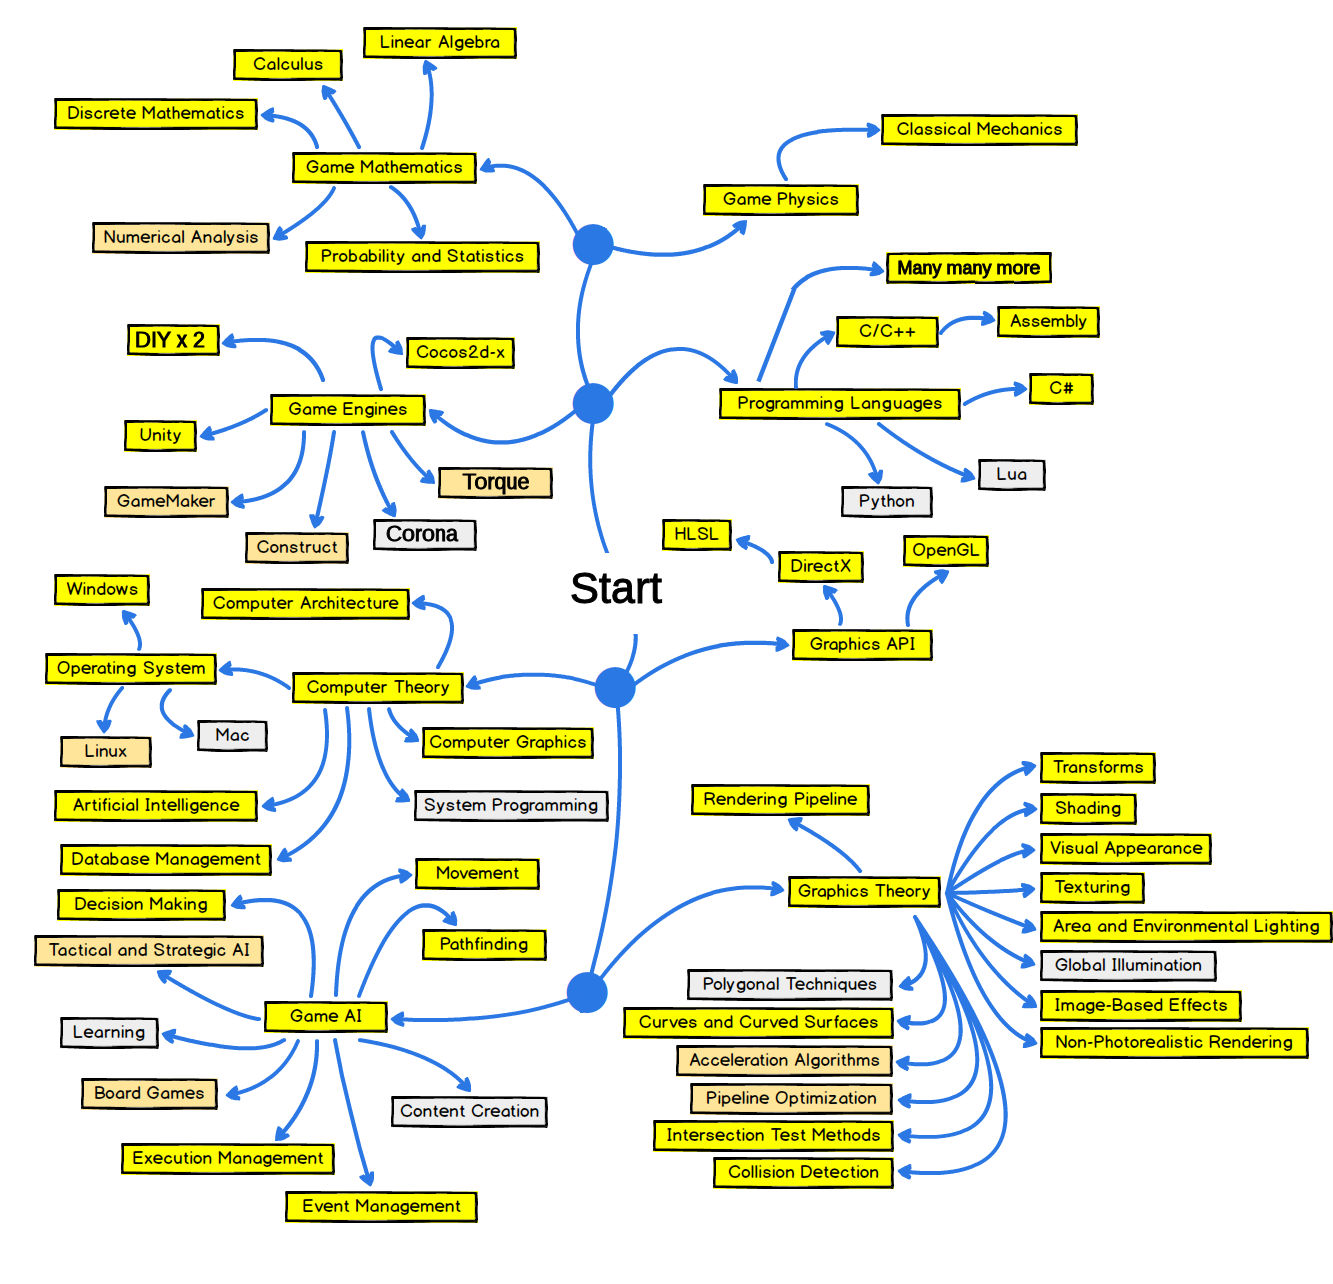 Linear Algebra
Calculus
Discrete Mathematics
Game Mathematics
Numerical Analysis
Probability and Statistics
Classical Mechanics
Game Physics
Many many more
C/C++
Assembly
C#
Programming Languages
Lua
Python
DIY x 2
Cocos2d-x
Game Engines
Unity
GameMaker
Construct
Corona
Torque
Start
HLSL
DirectX
OpenGL
Graphics API
Windows
Computer Architecture
Operating System
Computer Theory
Linux
Mac
Computer Graphics
Artificial Intelligence
System Programming
Database Management
Rendering Pipeline
Graphics Theory
Transforms
Shading
Visual Appearance
Texturing
Area and Environmental Lighting
Global Illumination
Image-Based Effects
Non-Photorealistic Rendering
Polygonal Techniques
Curves and Curved Surfaces
Acceleration Algorithms
Pipeline Optimization
Intersection Test Methods
Collision Detection
Movement
Decision Making
Pathfinding
Tactical and Strategic AI
Game AI
Learning
Board Games
Content Creation
Execution Management
Event Management